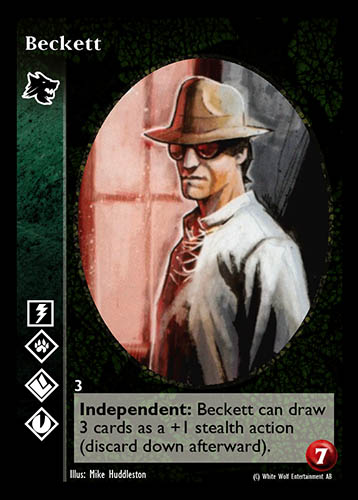 Beckett
3
Independent: Beckett can draw
3 cards as a +1 stealth action
(discard down afterward).
7
Illus: Mike Huddleston
(C) White Wolf Entertainment AB